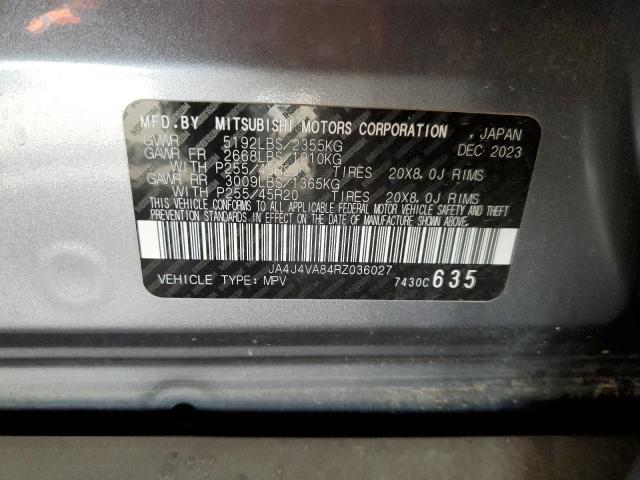 MFD.BY MITSUBISHI MOTORS CORPORATION , JAPAN
GVWR 5192LBS/2355KG DEC 2023
GAWR FR 2668LBS/1210KG
WITH P255/45R20 TIRES 20X8.0J RIMS
GAWR RR 3009LBS/1365KG
WITH P255/45R20 TIRES 20X8.0J RIMS
THIS VEHICLE CONFORMS TO ALL APPLICABLE FEDERAL MOTOR VEHICLE SAFETY AND THEFT
PREVENTION STANDARDS IN EFFECT ON THE DATE OF MANUFACTURE SHOWN ABOVE.
JA4J4VA84RZ036027
VEHICLE TYPE: MPV 7430C 635